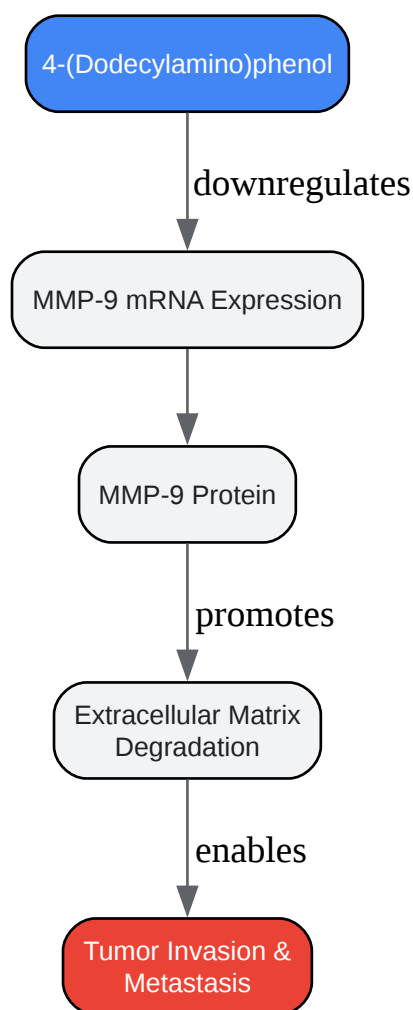 4-(Dodecylamino)phenol
downregulates
MMP-9 mRNA Expression
MMP-9 Protein
promotes
Extracellular Matrix
Degradation
enables
Tumor Invasion &
Metastasis